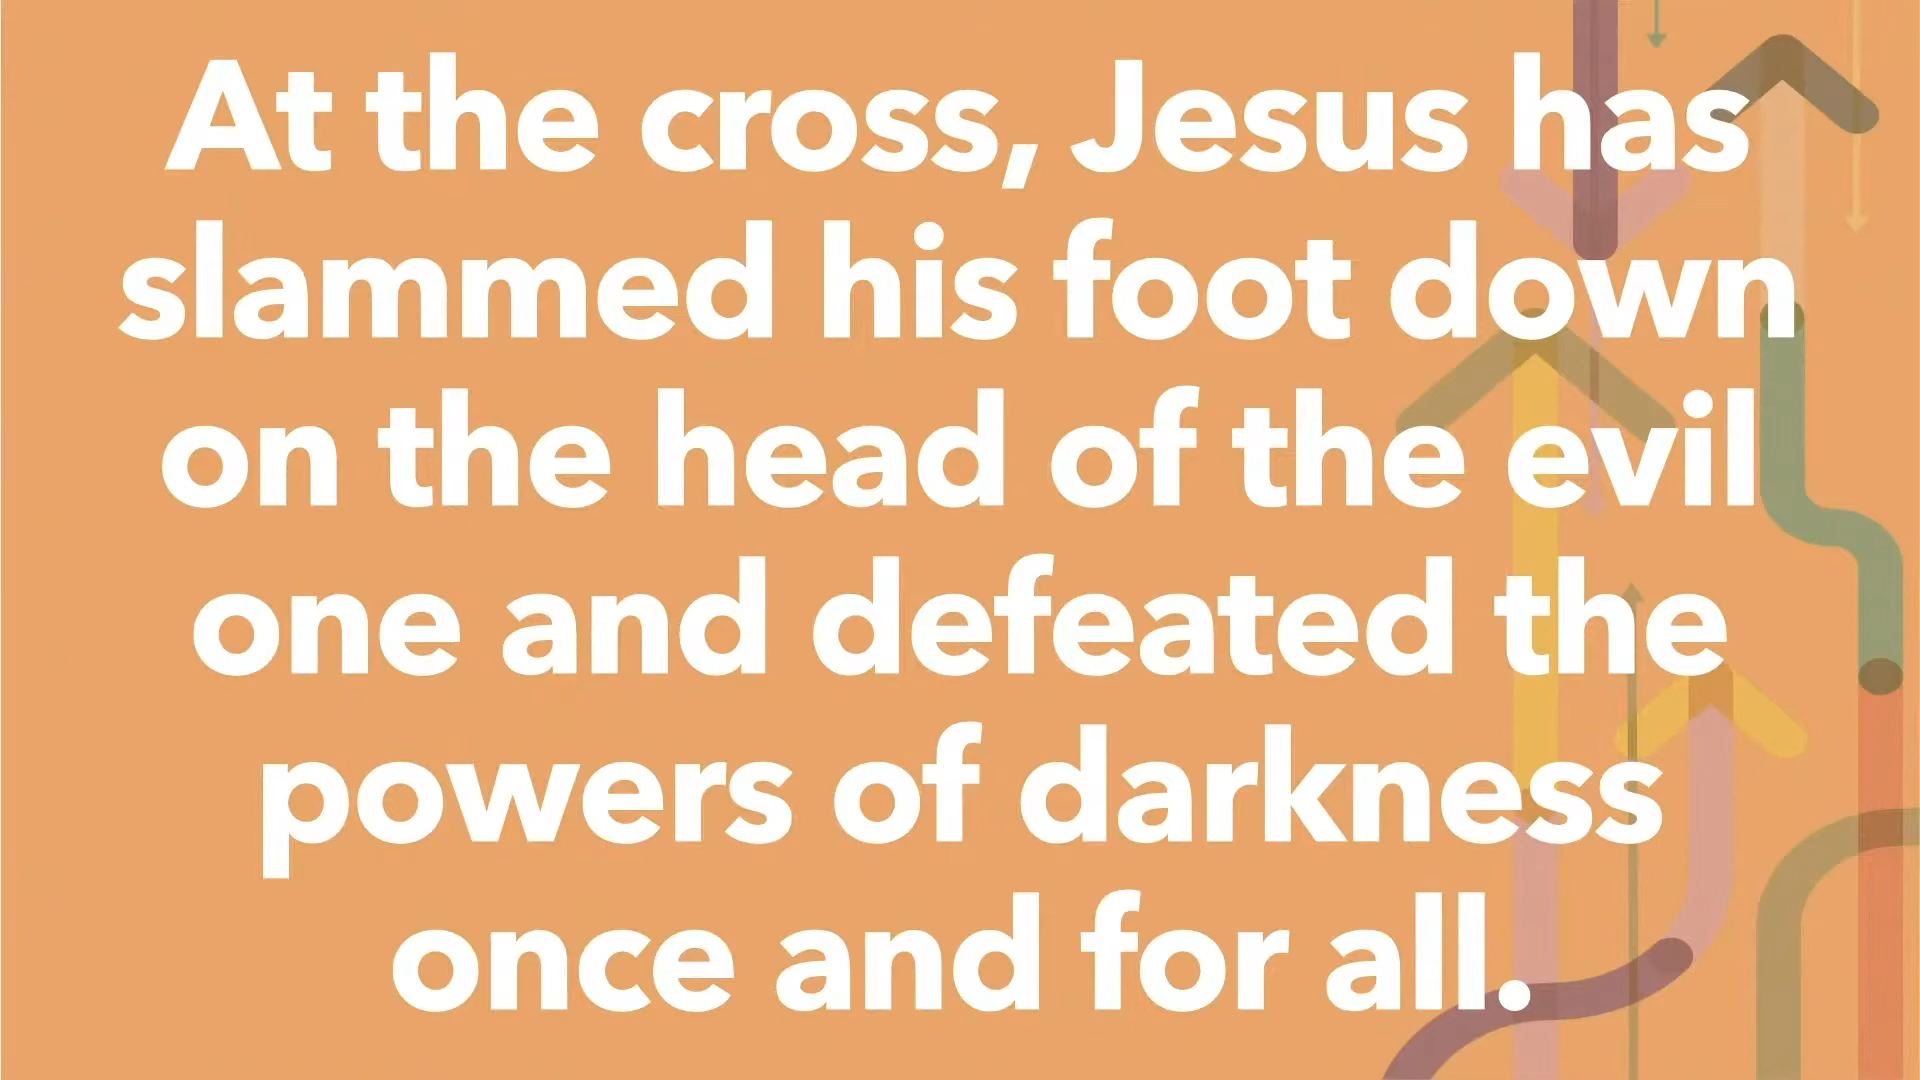 At the cross, Jesus has
slammed his foot down
on the head of the evil
one and defeated the
powers of darkness
once and for all.